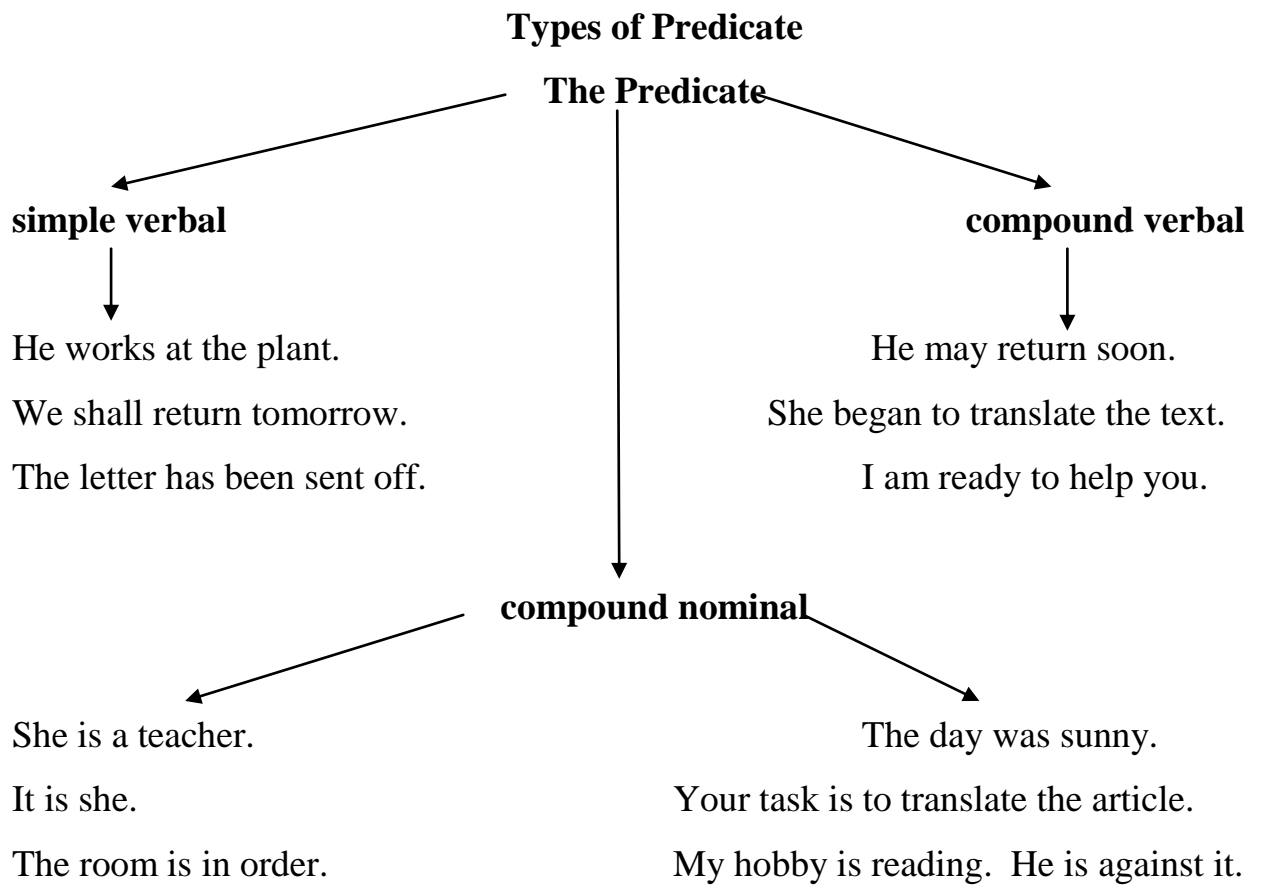 Types of Predicate
The Predicate
simple verbal
compound verbal
He works at the plant.
He may return soon.
We shall return tomorrow.
She began to translate the text.
The letter has been sent off.
I am ready to help you.
compound nominal
She is a teacher.
The day was sunny.
It is she.
Your task is to translate the article.
The room is in order.
My hobby is reading.  He is against it.